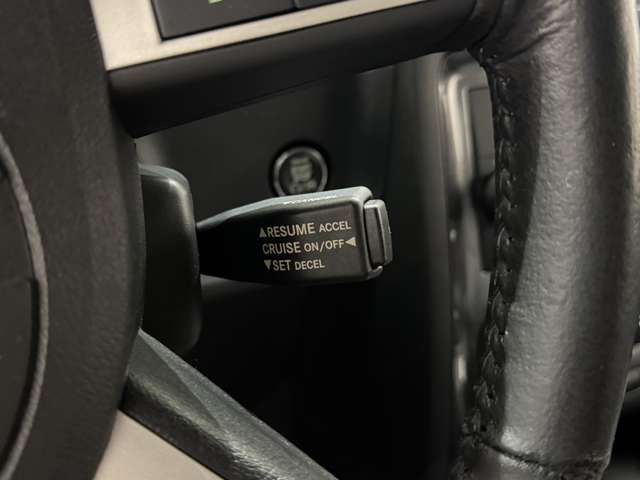 ▲RESUME ACCEL
CRUISE ON/OFF◀
▼SET DECEL